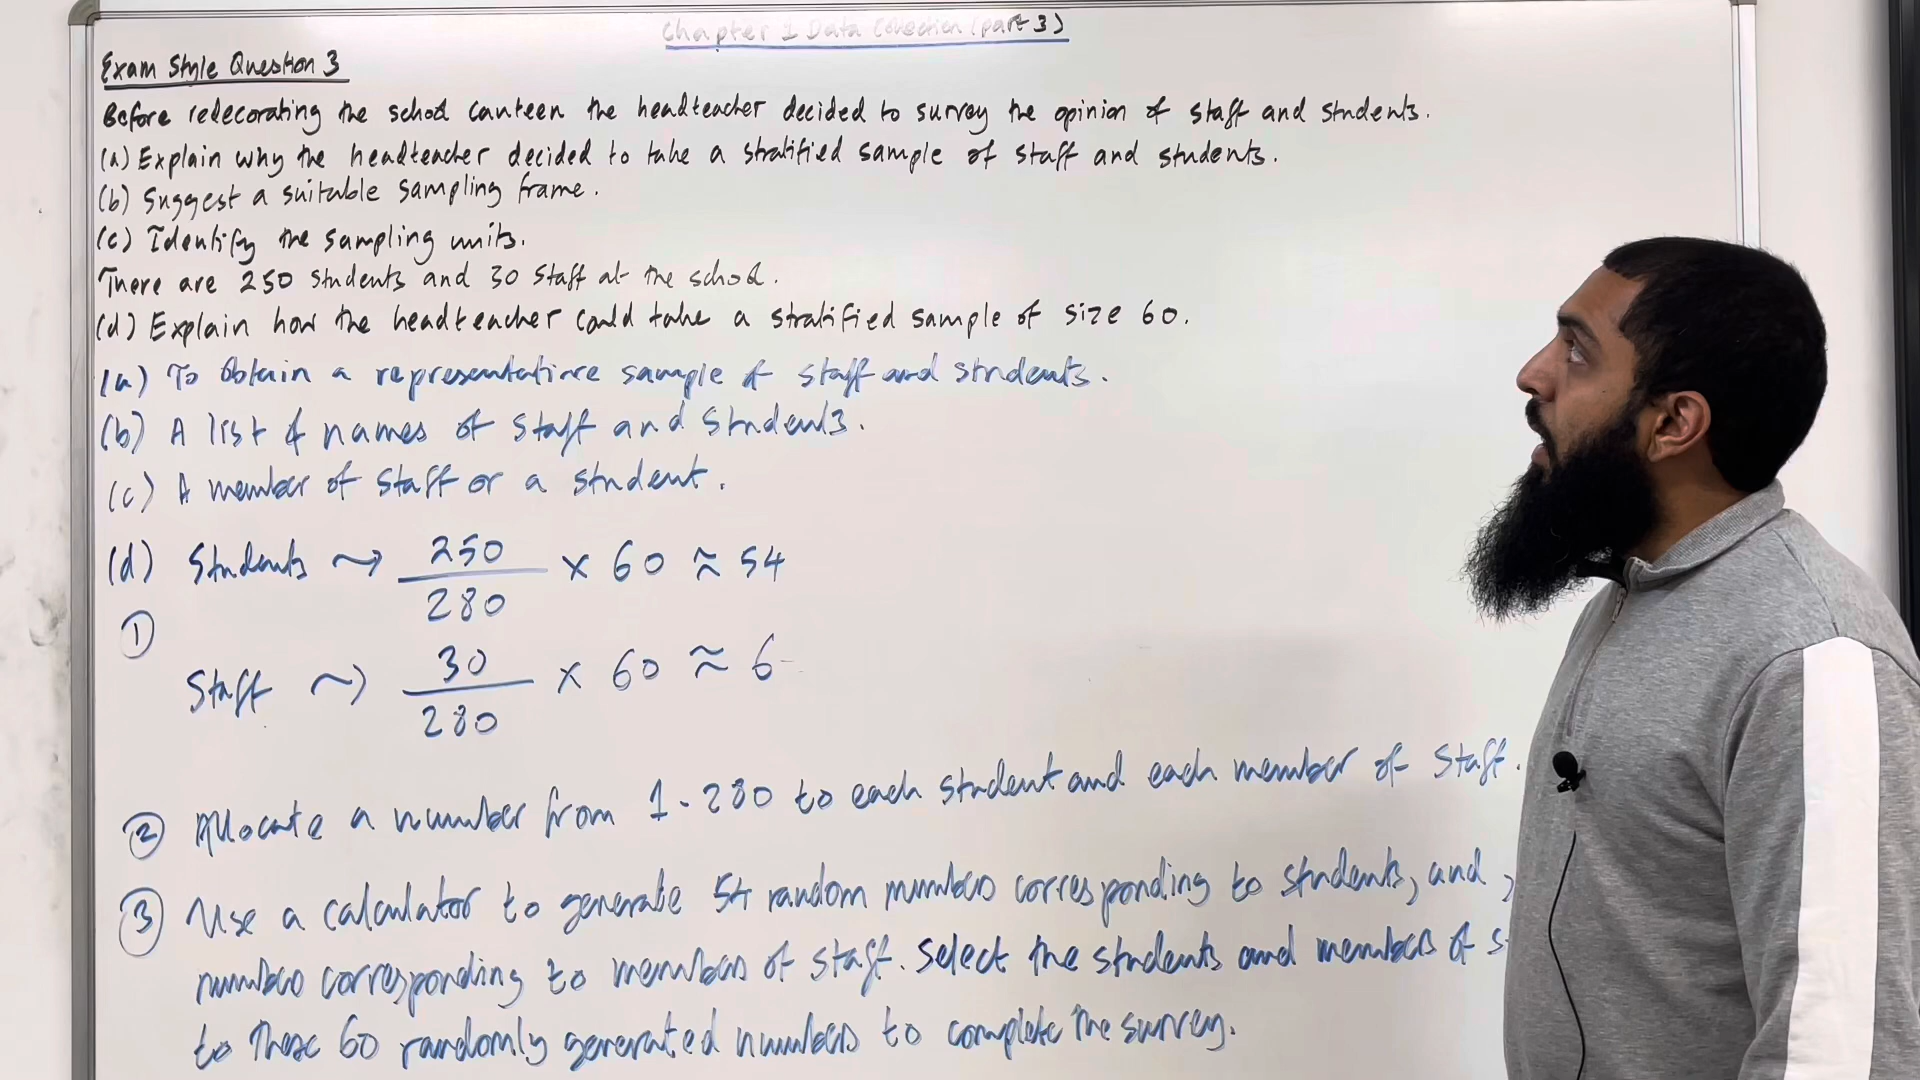 Chapter 1 Data Collection (part 3)
Exam Style Question 3
Before redecorating the school canteen the headteacher decided to survey the opinion of staff and students.
(a) Explain why the headteacher decided to take a stratified sample of staff and students.
(b) Suggest a suitable sampling frame.
(c) Identify the sampling units.
There are 250 students and 30 staff at the school.
(d) Explain how the headteacher could take a stratified sample of size 60.
(a) To obtain a representative sample of staff and students.
(b) A list of names of staff and students.
(c) A member of staff or a student.
(d) Students ⤳ 250/280 × 60 ≈ 54
①
Staff ⤳ 30/280 × 60 ≈ 6
② Allocate a number from 1-280 to each student and each member of staff.
③ Use a calculator to generate 54 random numbers corresponding to students, and
numbers corresponding to members of staff. Select the students and members of
to these 60 randomly generated numbers to complete the survey.